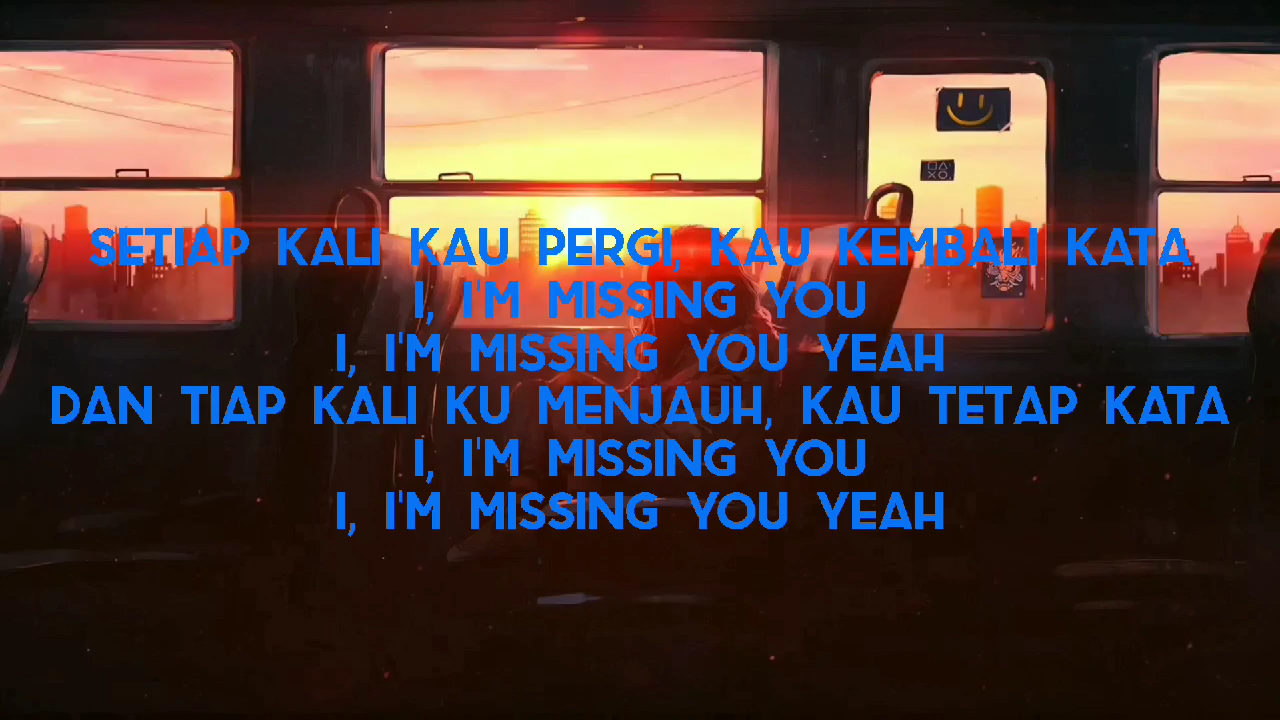 SETIAP KALI KAU PERGI, KAU KEMBALI KATA
I, I'M MISSING YOU
I, I'M MISSING YOU YEAH
DAN TIAP KALI KU MENJAUH, KAU TETAP KATA
I, I'M MISSING YOU
I, I'M MISSING YOU YEAH